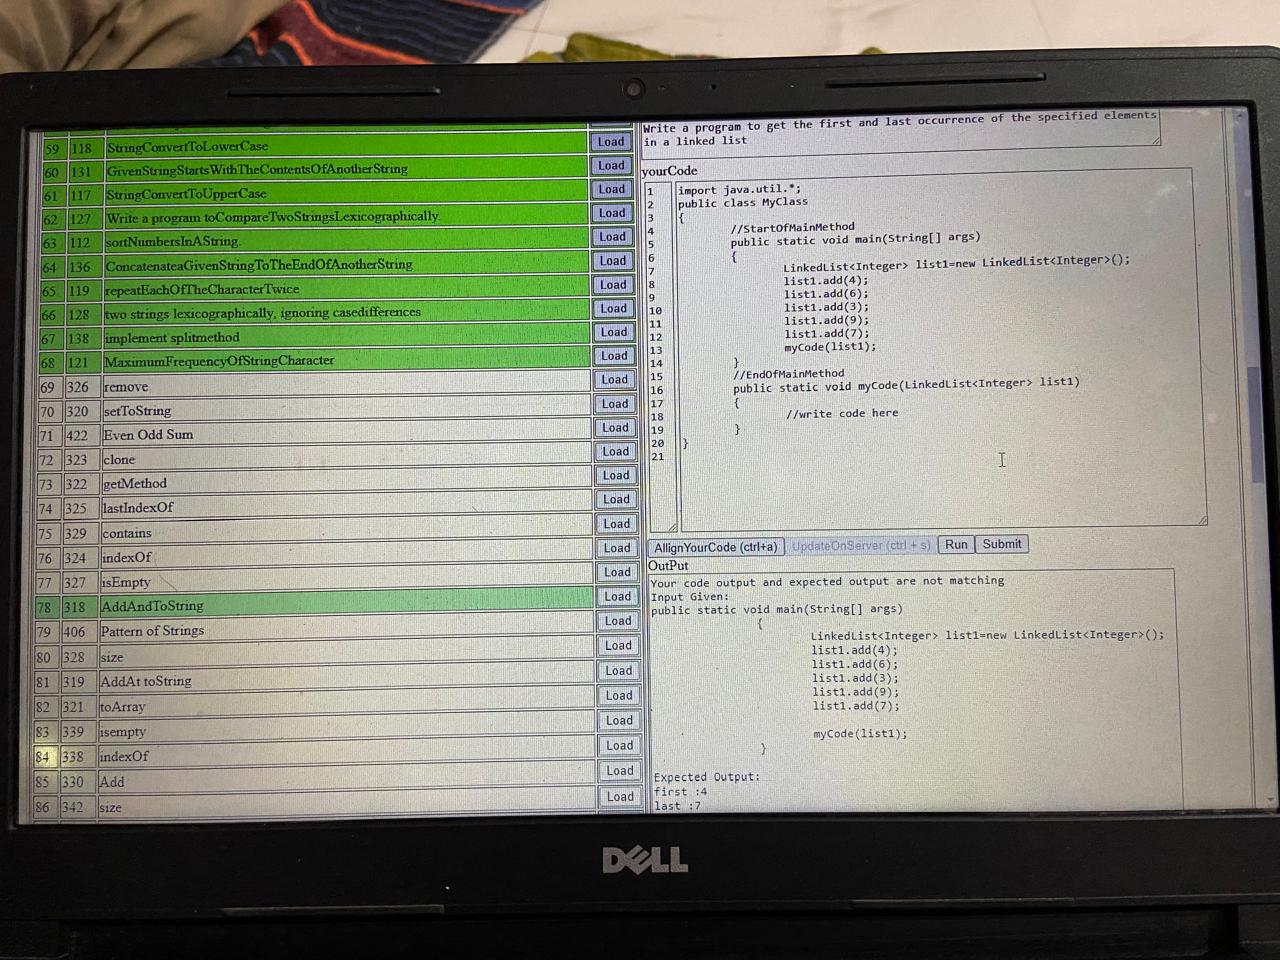 59 118 StringConvertToLowerCase Load
60 131 GivenStringStartsWithTheContentsOfAnotherString Load
61 117 StringConvertToUpperCase Load
62 127 Write a program toCompareTwoStringsLexicographically. Load
63 112 sortNumbersInAString. Load
64 136 ConcatenateaGivenStringToTheEndOfAnotherString Load
65 119 repeatEachOfTheCharacterTwice Load
66 128 two strings lexicographically, ignoring casedifferences Load
67 138 implement splitmethod Load
68 121 MaximumFrequencyOfStringCharacter Load
69 326 remove Load
70 320 setToString Load
71 422 Even Odd Sum Load
72 323 clone Load
73 322 getMethod Load
74 325 lastIndexOf Load
75 329 contains Load
76 324 indexOf Load
77 327 isEmpty Load
78 318 AddAndToString Load
79 406 Pattern of Strings Load
80 328 size Load
81 319 AddAt toString Load
82 321 toArray Load
83 339 isempty Load
84 338 indexOf Load
85 330 Add Load
86 342 size Load
Write a program to get the first and last occurrence of the specified elements
in a linked list
yourCode
1 import java.util.*;
2 public class MyClass
3 {
4 //StartOfMainMethod
5 public static void main(String[] args)
6 {
7 LinkedList<Integer> list1=new LinkedList<Integer>();
8 list1.add(4);
9 list1.add(6);
10 list1.add(3);
11 list1.add(9);
12 list1.add(7);
13 myCode(list1);
14 }
15 //EndOfMainMethod
16 public static void myCode(LinkedList<Integer> list1)
17 {
18 //write code here
19 }
20 }
21
AllignYourCode (ctrl+a) UpdateOnServer (ctrl + s) Run Submit
OutPut
Your code output and expected output are not matching
Input Given:
public static void main(String[] args)
{
LinkedList<Integer> list1=new LinkedList<Integer>();
list1.add(4);
list1.add(6);
list1.add(3);
list1.add(9);
list1.add(7);
myCode(list1);
}
Expected Output:
first :4
last :7
DELL